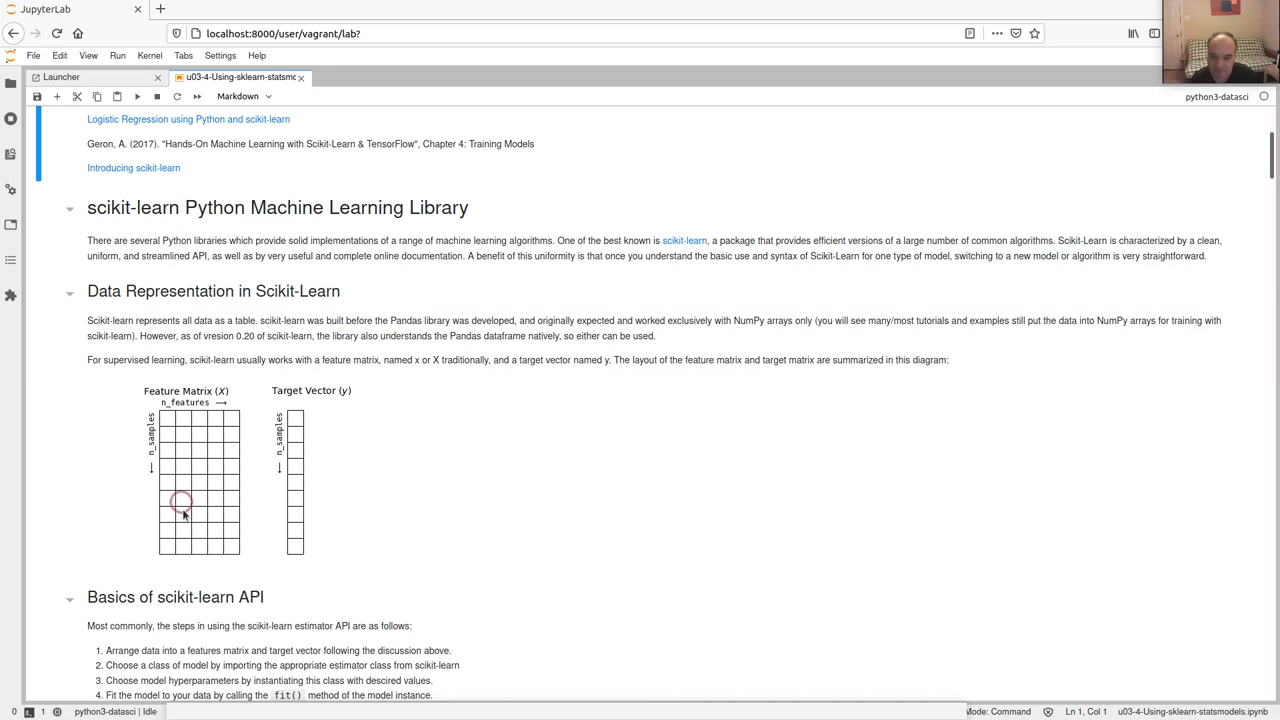 JupyterLab
localhost:8000/user/vagrant/lab?
File Edit View Run Kernel Tabs Settings Help
Launcher
u03-4-Using-sklearn-statsmo
Markdown
python3-datasci
Logistic Regression using Python and scikit-learn
Geron, A. (2017). "Hands-On Machine Learning with Scikit-Learn & TensorFlow", Chapter 4: Training Models
Introducing scikit-learn
scikit-learn Python Machine Learning Library
There are several Python libraries which provide solid implementations of a range of machine learning algorithms. One of the best known is scikit-learn, a package that provides efficient versions of a large number of common algorithms. Scikit-Learn is characterized by a clean,
uniform, and streamlined API, as well as by very useful and complete online documentation. A benefit of this uniformity is that once you understand the basic use and syntax of Scikit-Learn for one type of model, switching to a new model or algorithm is very straightforward.
Data Representation in Scikit-Learn
Scikit-learn represents all data as a table. scikit-learn was built before the Pandas library was developed, and originally expected and worked exclusively with NumPy arrays only (you will see many/most tutorials and examples still put the data into NumPy arrays for training with
scikit-learn). However, as of vresion 0.20 of scikit-learn, the library also understands the Pandas dataframe natively, so either can be used.
For supervised learning, scikit-learn usually works with a feature matrix, named x or X traditionally, and a target vector named y. The layout of the feature matrix and target matrix are summarized in this diagram:
Feature Matrix (X)
n_features →
n_samples
Target Vector (y)
n_samples
Basics of scikit-learn API
Most commonly, the steps in using the scikit-learn estimator API are as follows:
1. Arrange data into a features matrix and target vector following the discussion above.
2. Choose a class of model by importing the appropriate estimator class from scikit-learn
3. Choose model hyperparameters by instantiating this class with descired values.
4. Fit the model to your data by calling the fit() method of the model instance.
0 1 python3-datasci | Idle
Mode: Command Ln 1, Col 1 u03-4-Using-sklearn-statsmodels.ipynb